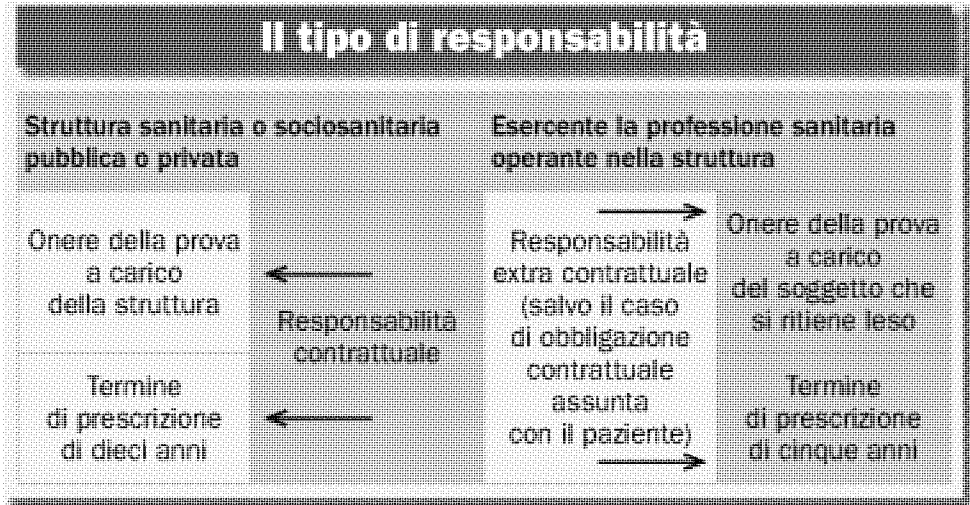 Il tipo di responsabilità
Struttura sanitaria o sociosanitaria
pubblica o privata
Onere della prova
a carico
della struttura
Termine
di prescrizione
di dieci anni
Responsabilità
contrattuale
Esercente la professione sanitaria
operante nella struttura
Responsabilità
extra contrattuale
(salvo il caso
di obbligazione
contrattuale
assunta
con il paziente)
Onere della prova
a carico
del soggetto che
si ritiene leso
Termine
di prescrizione
di cinque anni